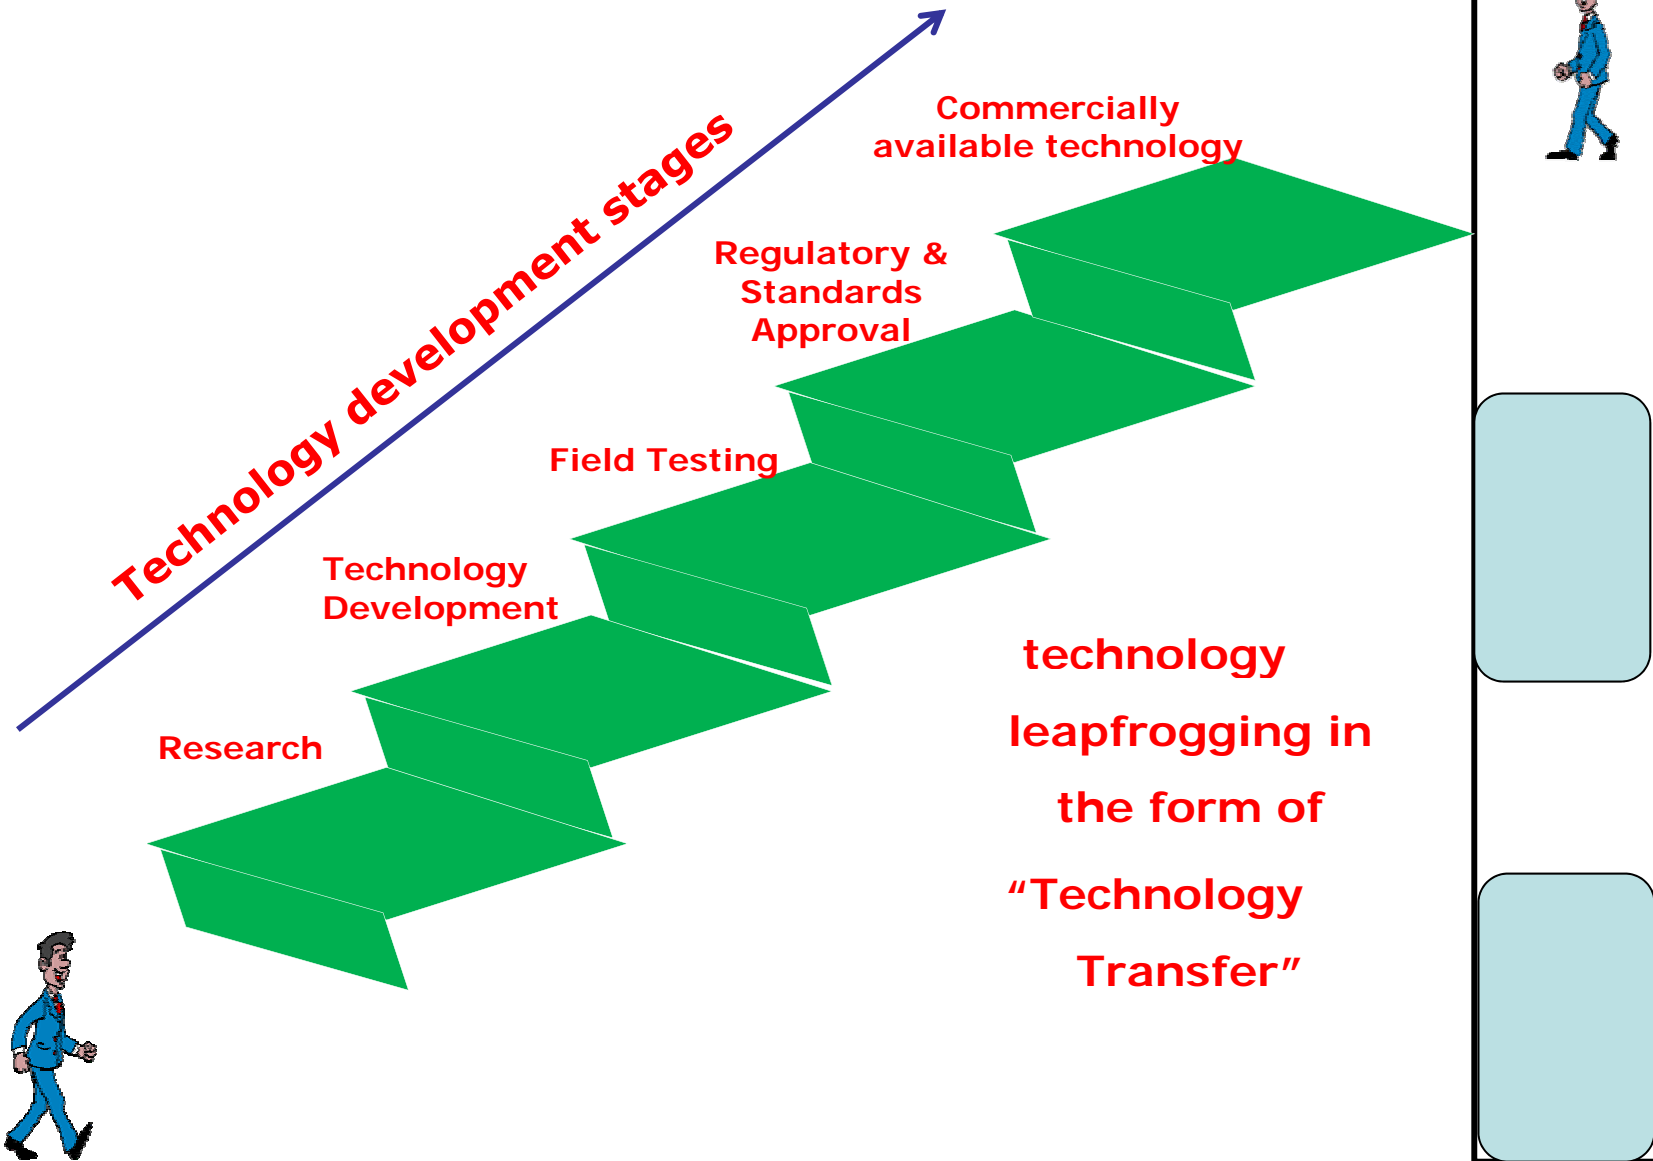 Technology development stages
Commercially
available technology
Regulatory &
Standards
Approval
Field Testing
Technology
Development
Research
technology
leapfrogging in
the form of
“Technology
Transfer”